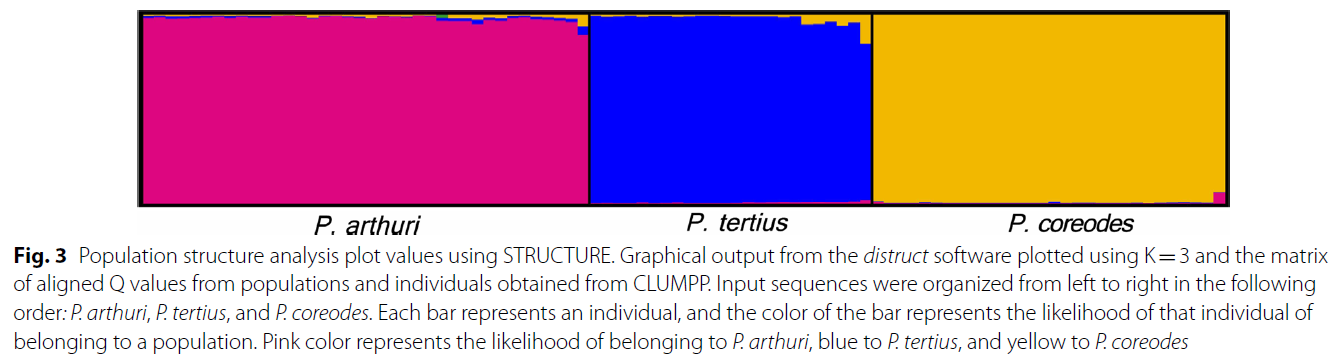 P. arthuri P. tertius P. coreodes
Fig. 3 Population structure analysis plot values using STRUCTURE. Graphical output from the distruct software plotted using K=3 and the matrix
of aligned Q values from populations and individuals obtained from CLUMPP. Input sequences were organized from left to right in the following
order: P. arthuri, P. tertius, and P. coreodes. Each bar represents an individual, and the color of the bar represents the likelihood of that individual of
belonging to a population. Pink color represents the likelihood of belonging to P. arthuri, blue to P. tertius, and yellow to P. coreodes